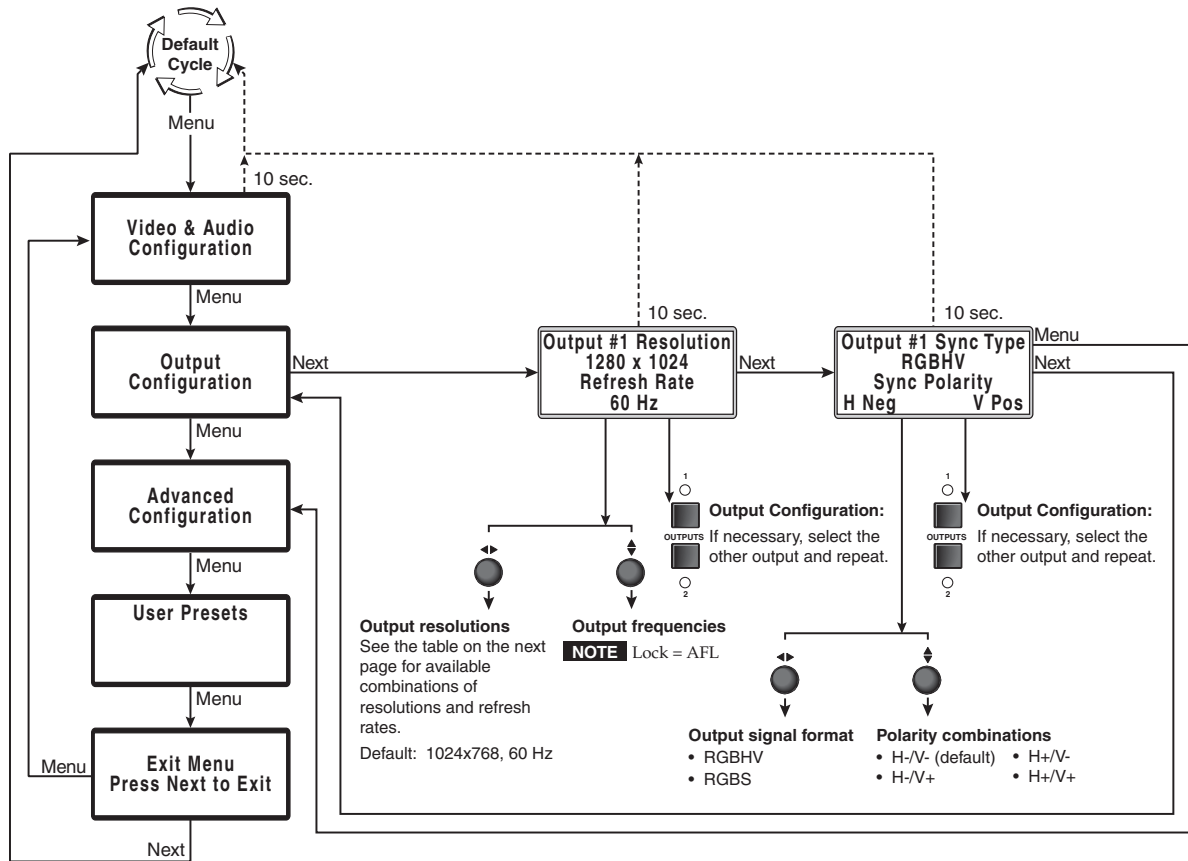 Default
Cycle
Menu
10 sec.
Video & Audio
Configuration
Menu
Output
Configuration
Next
Menu
Advanced
Configuration
Menu
User Presets
Menu
Exit Menu
Press Next to Exit
Menu
Next
10 sec.
Output #1 Resolution
1280 x 1024
Refresh Rate
60 Hz
Next
10 sec.
Output #1 Sync Type
RGBHV
Sync Polarity
H Neg V Pos
Menu
Next
1
OUTPUTS
2
Output Configuration:
If necessary, select the
other output and repeat.
1
OUTPUTS
2
Output Configuration:
If necessary, select the
other output and repeat.
Output resolutions
See the table on the next
page for available
combinations of
resolutions and refresh
rates.
Default: 1024x768, 60 Hz
Output frequencies
NOTE Lock = AFL
Output signal format
• RGBHV
• RGBS
Polarity combinations
• H-/V- (default) • H+/V-
• H-/V+ • H+/V+